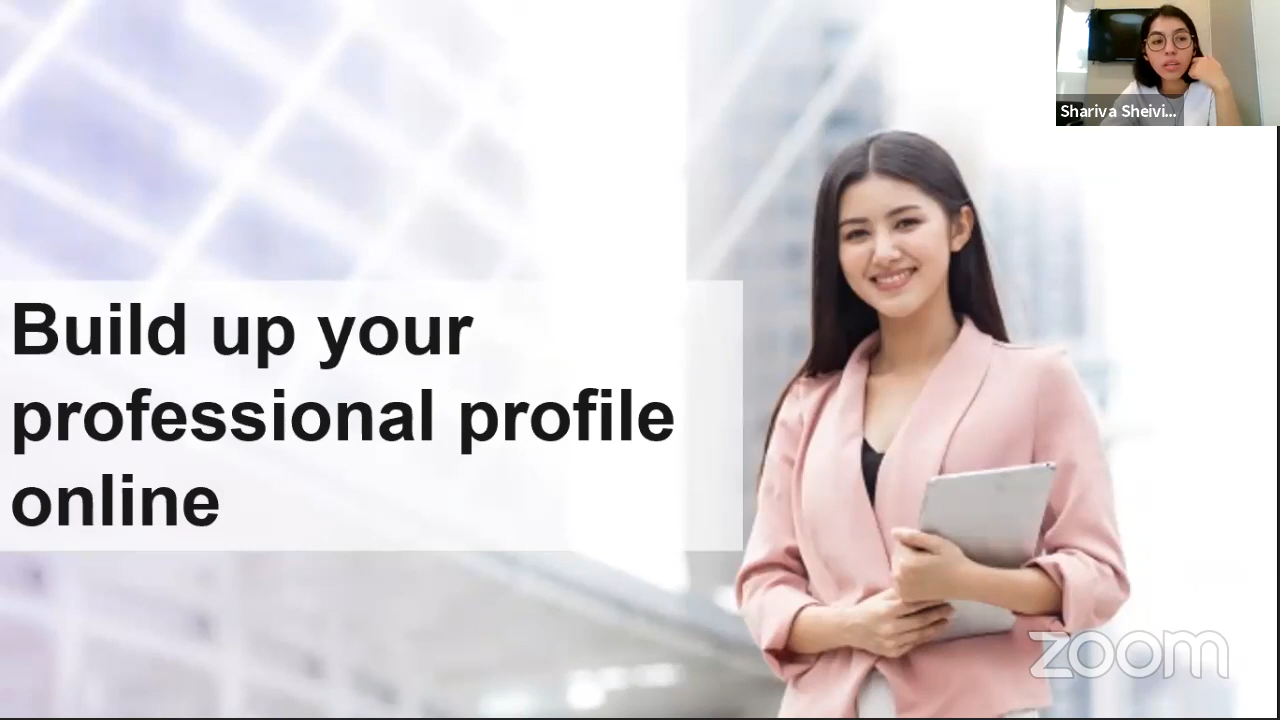 Shariva Sheivi...
Build up your
professional profile
online
zoom